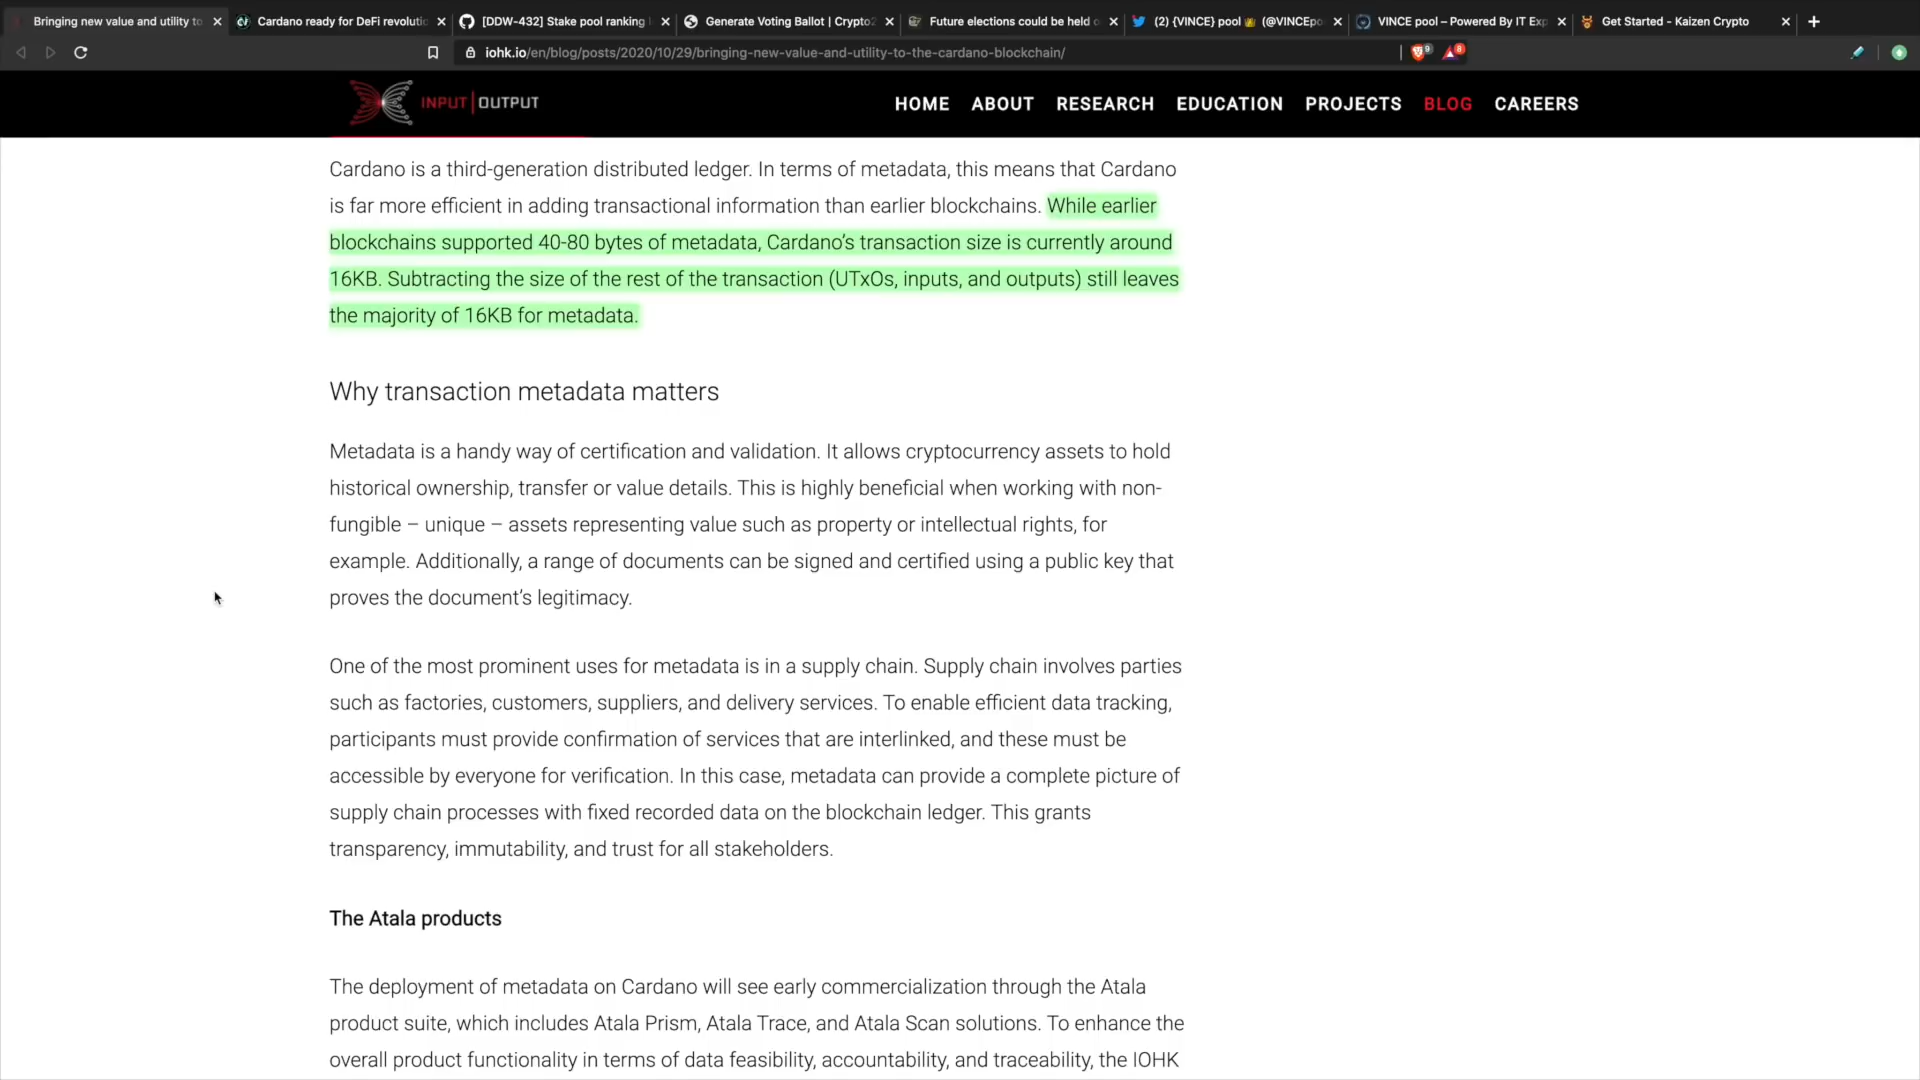 Bringing new value and utility to
Cardano ready for DeFi revolutic
[DDW-432] Stake pool ranking
Generate Voting Ballot | Crypto2
Future elections could be held o
(2) {VINCE} pool (@VINCEpo
VINCE pool – Powered By IT Exp
Get Started - Kaizen Crypto
iohk.io/en/blog/posts/2020/10/29/bringing-new-value-and-utility-to-the-cardano-blockchain/
9
8
INPUT | OUTPUT
HOME ABOUT RESEARCH EDUCATION PROJECTS BLOG CAREERS
Cardano is a third-generation distributed ledger. In terms of metadata, this means that Cardano
is far more efficient in adding transactional information than earlier blockchains. While earlier
blockchains supported 40-80 bytes of metadata, Cardano’s transaction size is currently around
16KB. Subtracting the size of the rest of the transaction (UTxOs, inputs, and outputs) still leaves
the majority of 16KB for metadata.
Why transaction metadata matters
Metadata is a handy way of certification and validation. It allows cryptocurrency assets to hold
historical ownership, transfer or value details. This is highly beneficial when working with non-
fungible – unique – assets representing value such as property or intellectual rights, for
example. Additionally, a range of documents can be signed and certified using a public key that
proves the document’s legitimacy.
One of the most prominent uses for metadata is in a supply chain. Supply chain involves parties
such as factories, customers, suppliers, and delivery services. To enable efficient data tracking,
participants must provide confirmation of services that are interlinked, and these must be
accessible by everyone for verification. In this case, metadata can provide a complete picture of
supply chain processes with fixed recorded data on the blockchain ledger. This grants
transparency, immutability, and trust for all stakeholders.
The Atala products
The deployment of metadata on Cardano will see early commercialization through the Atala
product suite, which includes Atala Prism, Atala Trace, and Atala Scan solutions. To enhance the
overall product functionality in terms of data feasibility, accountability, and traceability, the IOHK